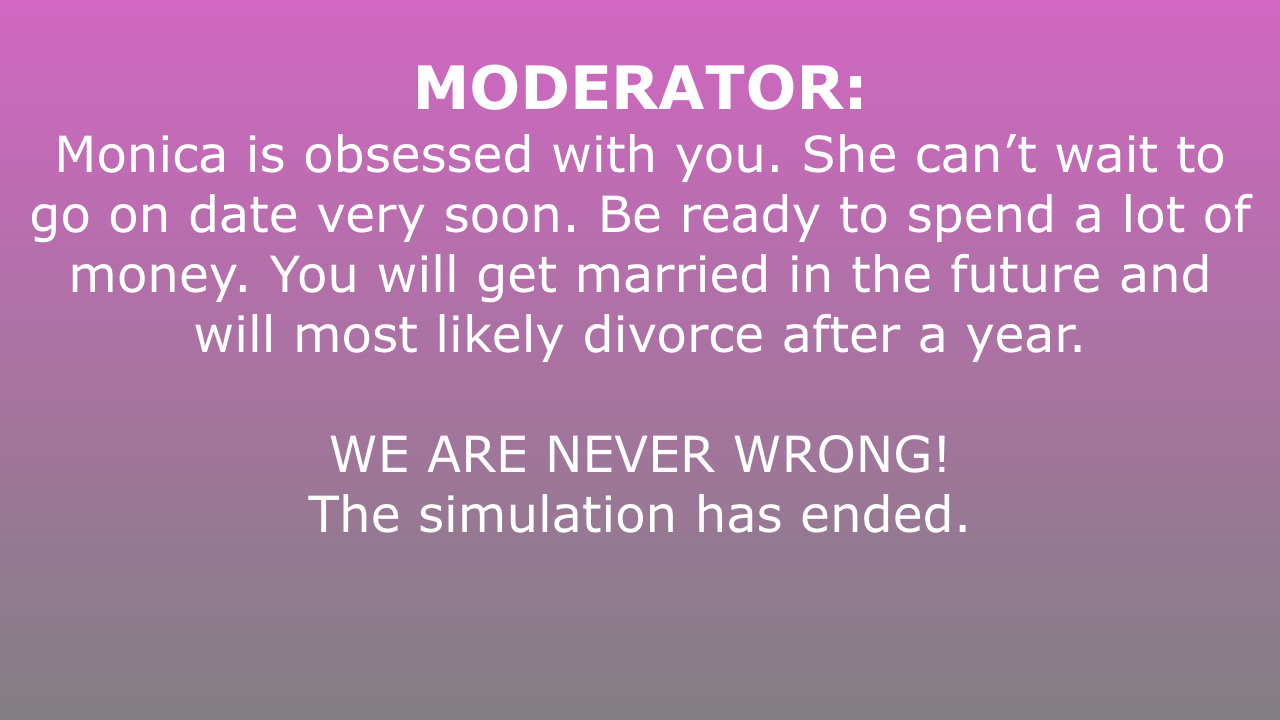 MODERATOR:
Monica is obsessed with you. She can’t wait to
go on date very soon. Be ready to spend a lot of
money. You will get married in the future and
will most likely divorce after a year.
WE ARE NEVER WRONG!
The simulation has ended.